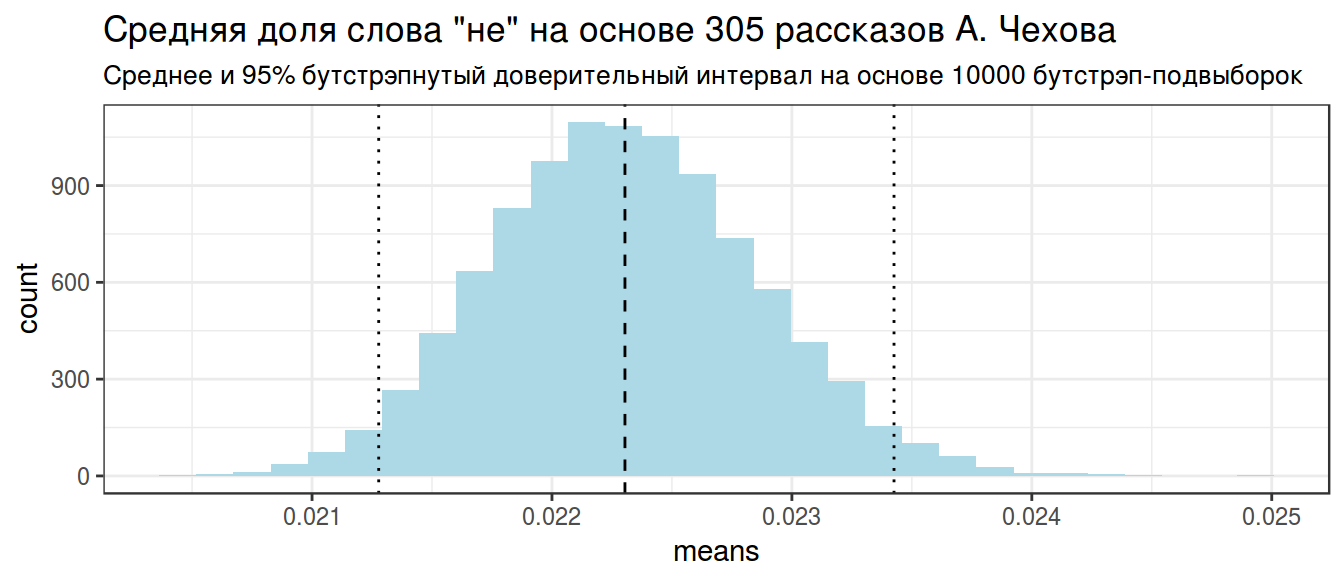 Средняя доля слова "не" на основе 305 рассказов А. Чехова
Среднее и 95% бутстрэпнутый доверительный интервал на основе 10000 бутстрэп-подвыборок
900
600
300
0
count
0.021 0.022 0.023 0.024 0.025
means